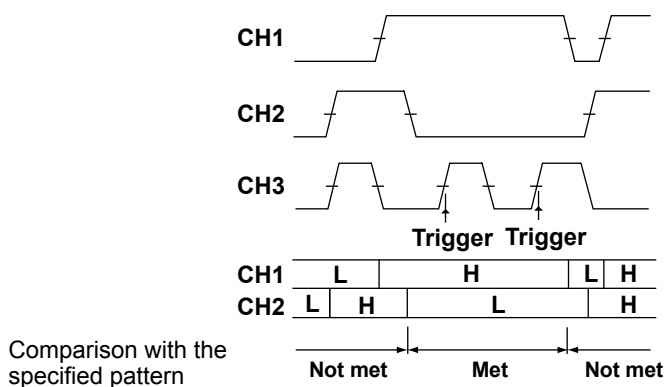 CH1
CH2
CH3
Trigger Trigger
CH1 L H L H
CH2 L H L H
Comparison with the
specified pattern
Not met Met Not met